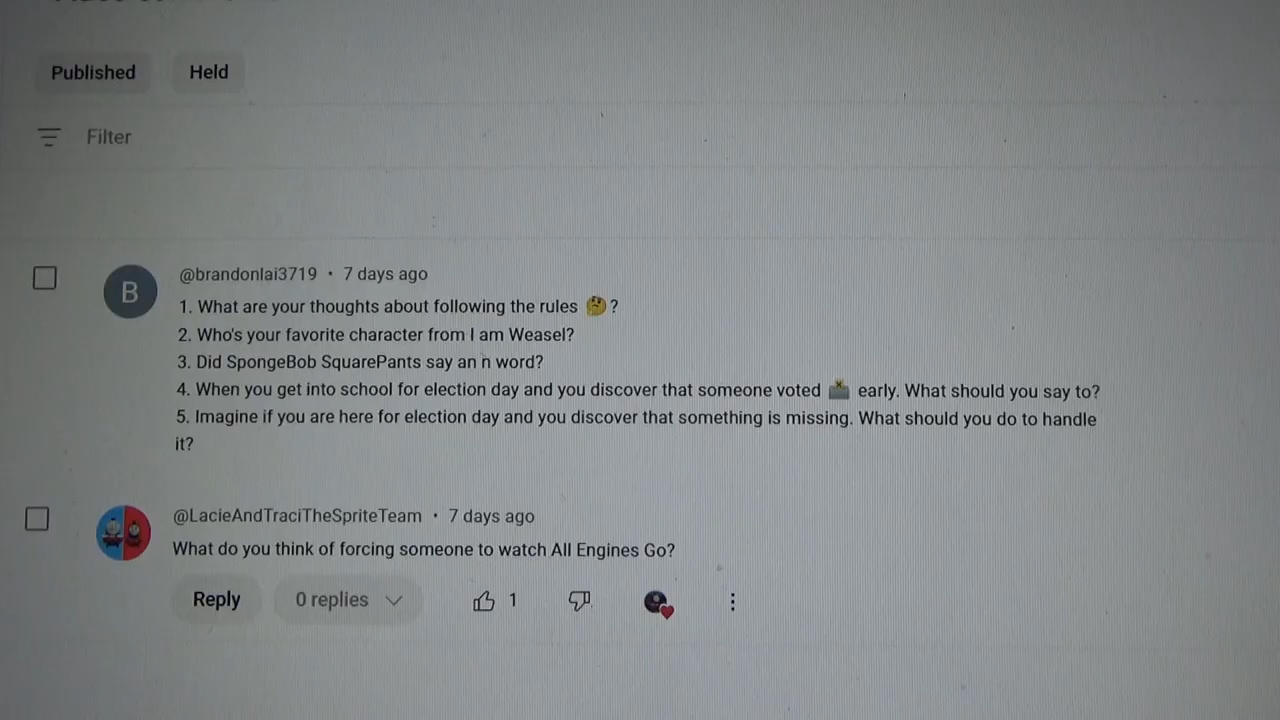 Published Held
Filter
@brandonlai3719 • 7 days ago
1. What are your thoughts about following the rules 🤔?
2. Who's your favorite character from I am Weasel?
3. Did SpongeBob SquarePants say an n word?
4. When you get into school for election day and you discover that someone voted 🗳️ early. What should you say to?
5. Imagine if you are here for election day and you discover that something is missing. What should you do to handle
it?
B
@LacieAndTraciTheSpriteTeam • 7 days ago
What do you think of forcing someone to watch All Engines Go?
Reply 0 replies 1